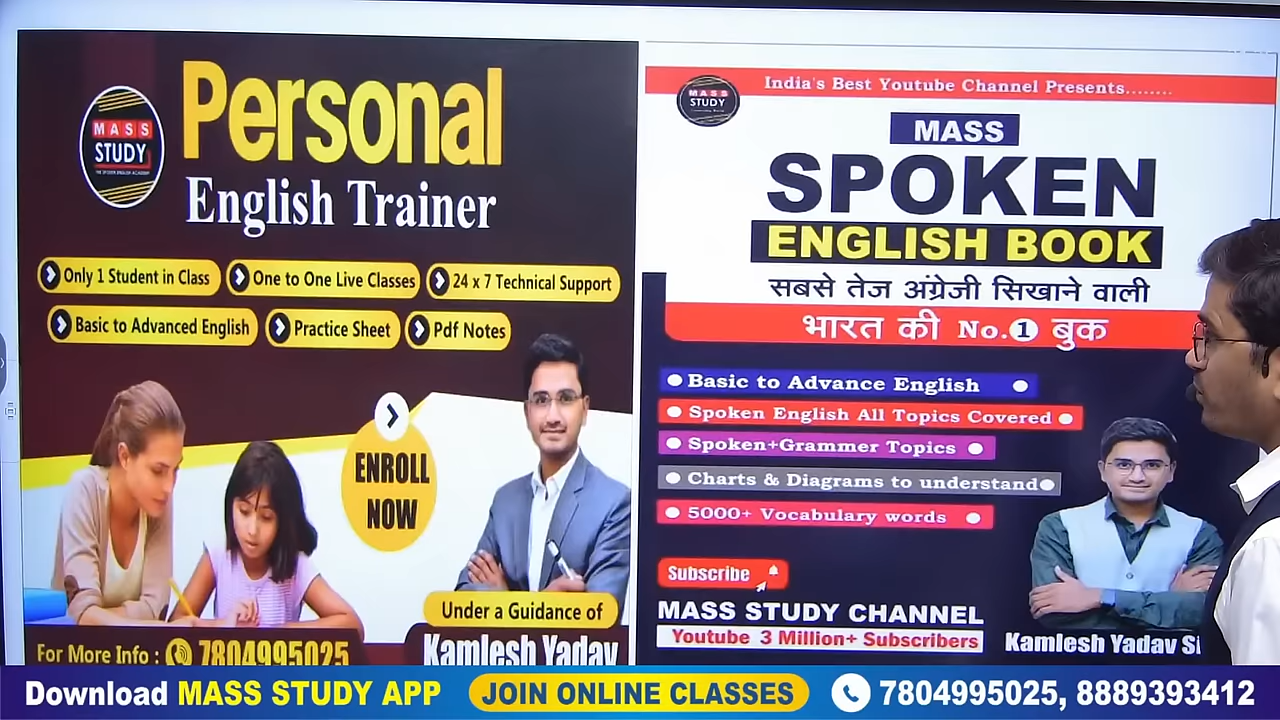 MASS
STUDY
Personal
English Trainer
Only 1 Student in Class
One to One Live Classes
24 x 7 Technical Support
Basic to Advanced English
Practice Sheet
Pdf Notes
ENROLL
NOW
Under a Guidance of
Kamlesh Yadav
For More Info : 7804995025
India's Best Youtube Channel Presents........
MASS
STUDY
MASS
SPOKEN
ENGLISH BOOK
सबसे तेज अंग्रेजी सिखाने वाली
भारत की No.1 बुक
Basic to Advance English
Spoken English All Topics Covered
Spoken+Grammer Topics
Charts & Diagrams to understand
5000+ Vocabulary words
Subscribe
MASS STUDY CHANNEL
Youtube 3 Million+ Subscribers
Kamlesh Yadav Si
Download MASS STUDY APP JOIN ONLINE CLASSES 7804995025, 8889393412